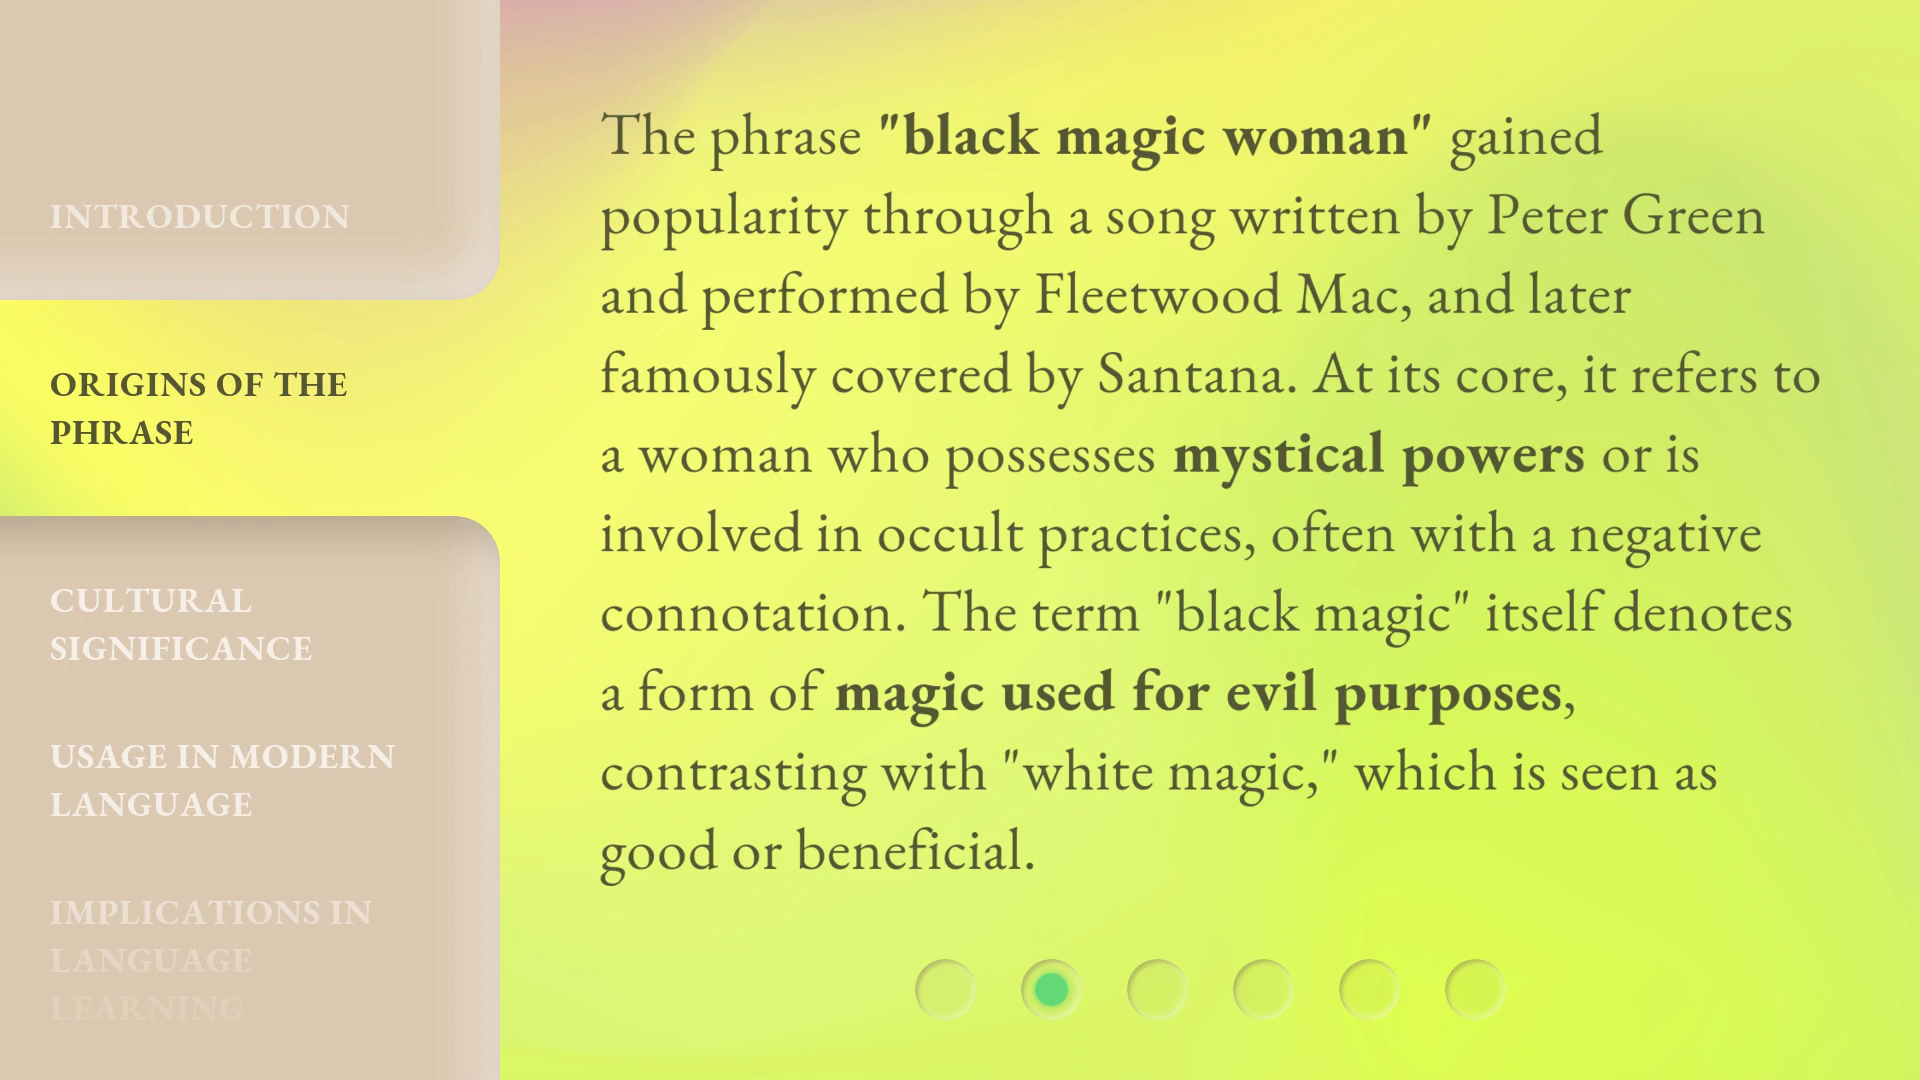 INTRODUCTION
ORIGINS OF THE
PHRASE
CULTURAL
SIGNIFICANCE
USAGE IN MODERN
LANGUAGE
IMPLICATIONS IN
LANGUAGE
LEARNING
The phrase "black magic woman" gained
popularity through a song written by Peter Green
and performed by Fleetwood Mac, and later
famously covered by Santana. At its core, it refers to
a woman who possesses mystical powers or is
involved in occult practices, often with a negative
connotation. The term "black magic" itself denotes
a form of magic used for evil purposes,
contrasting with "white magic," which is seen as
good or beneficial.